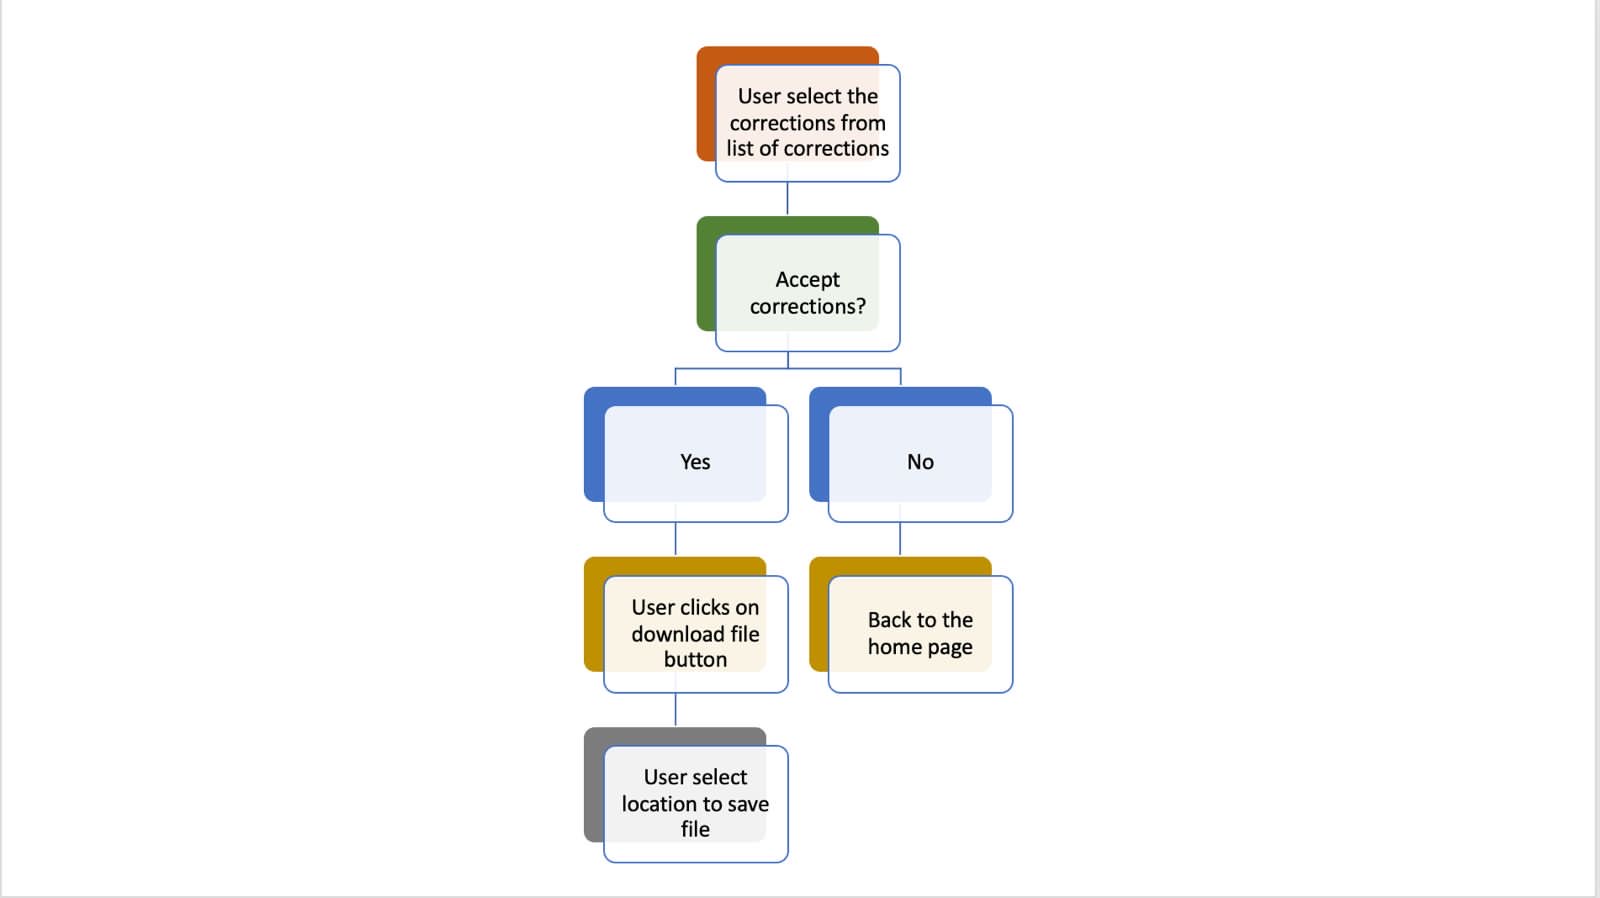 User select the
corrections from
list of corrections
Accept
corrections?
Yes
No
User clicks on
download file
button
Back to the
home page
User select
location to save
file